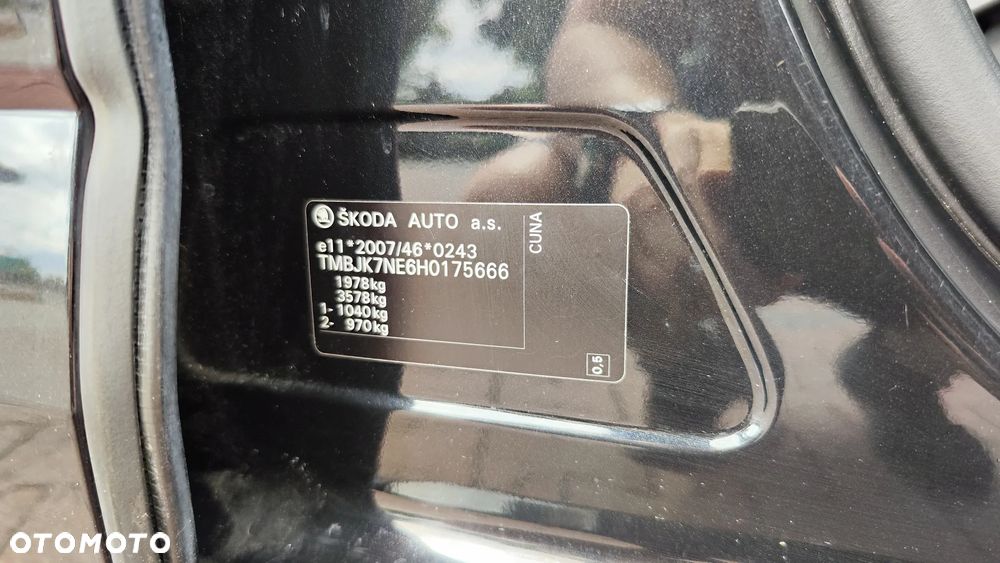 ŠKODA AUTO a.s.
e11*2007/46*0243
TMBJK7NE6H0175666
1978kg
3578kg
1- 1040kg
2- 970kg
CUNA
0,5
OTOMOTO